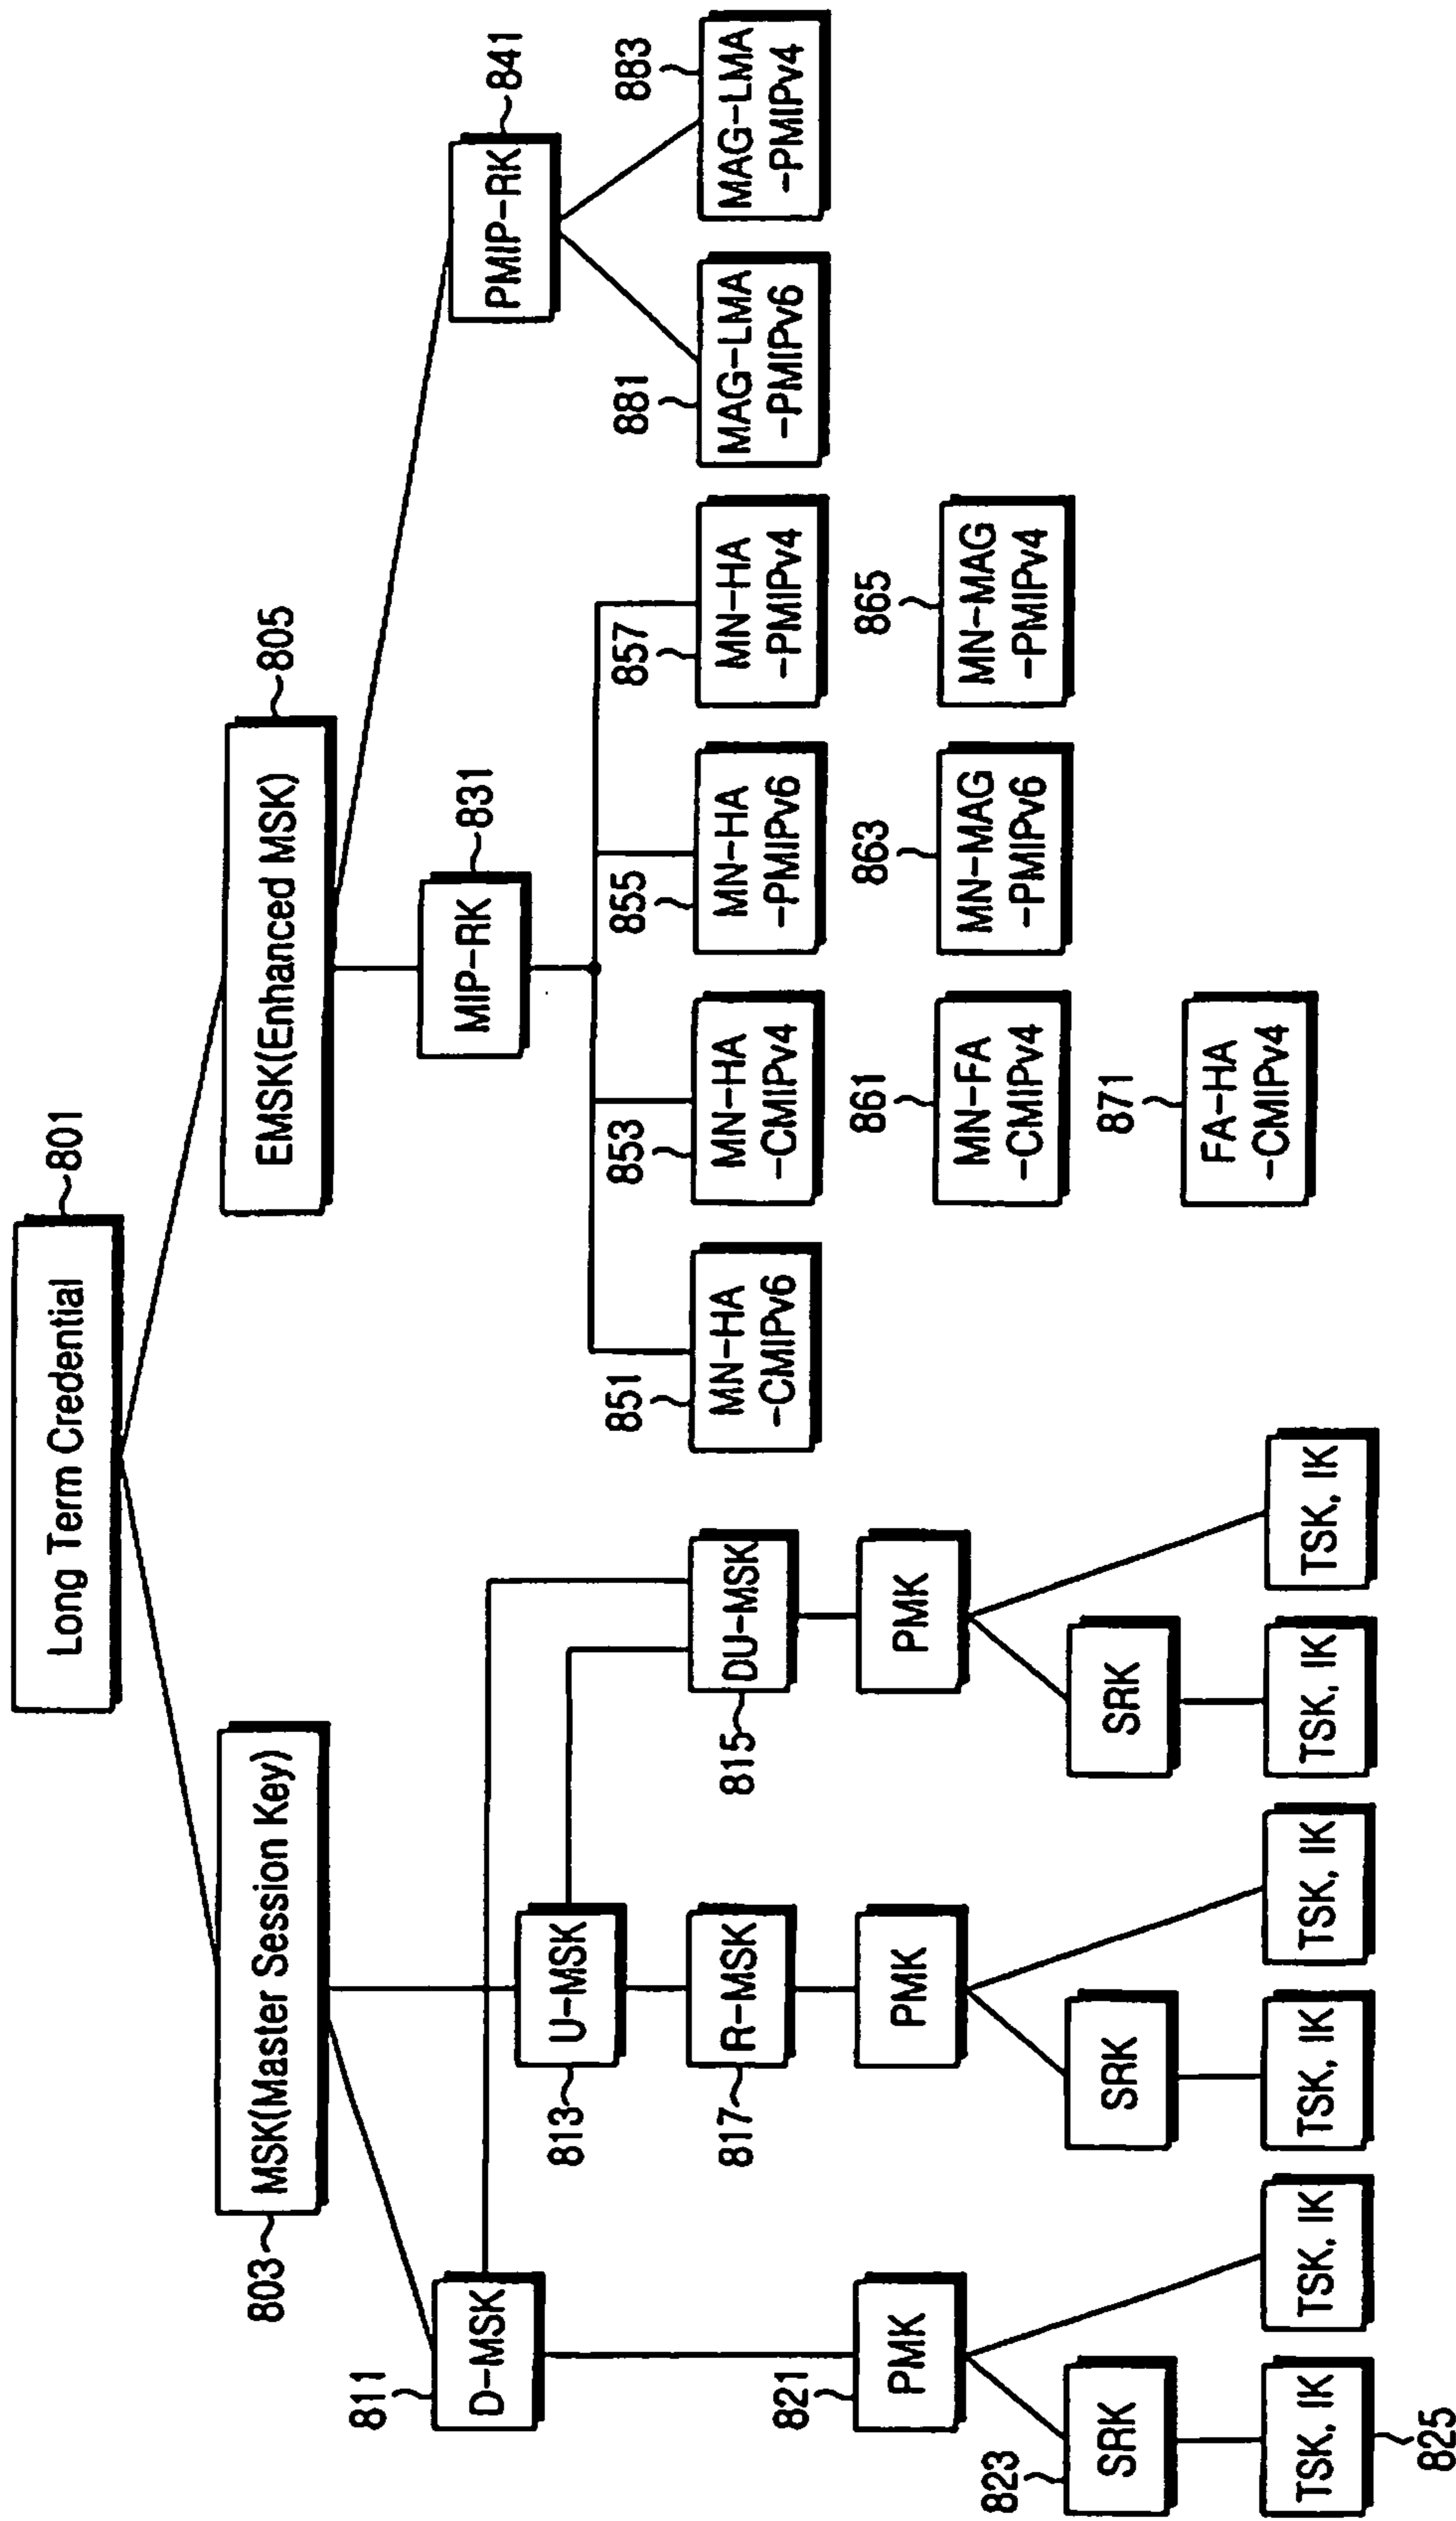 Long Term Credential
801
803
MSK(Master Session Key)
EMSK(Enhanced MSK)
805
811
D-MSK
U-MSK
813
MIP-RK
831
PMIP-RK
841
R-MSK
817
DU-MSK
815
851
MN-HA
-CMIPv6
853
MN-HA
-CMIPv4
855
MN-HA
-PMIPv6
857
MN-HA
-PMIPv4
881
MAG-LMA
-PMIPv6
883
MAG-LMA
-PMIPv4
821
PMK
PMK
PMK
861
MN-FA
-CMIPv4
863
MN-MAG
-PMIPv6
865
MN-MAG
-PMIPv4
823
SRK
SRK
SRK
871
FA-HA
-CMIPv4
TSK, IK
825
TSK, IK
TSK, IK
TSK, IK
TSK, IK
TSK, IK